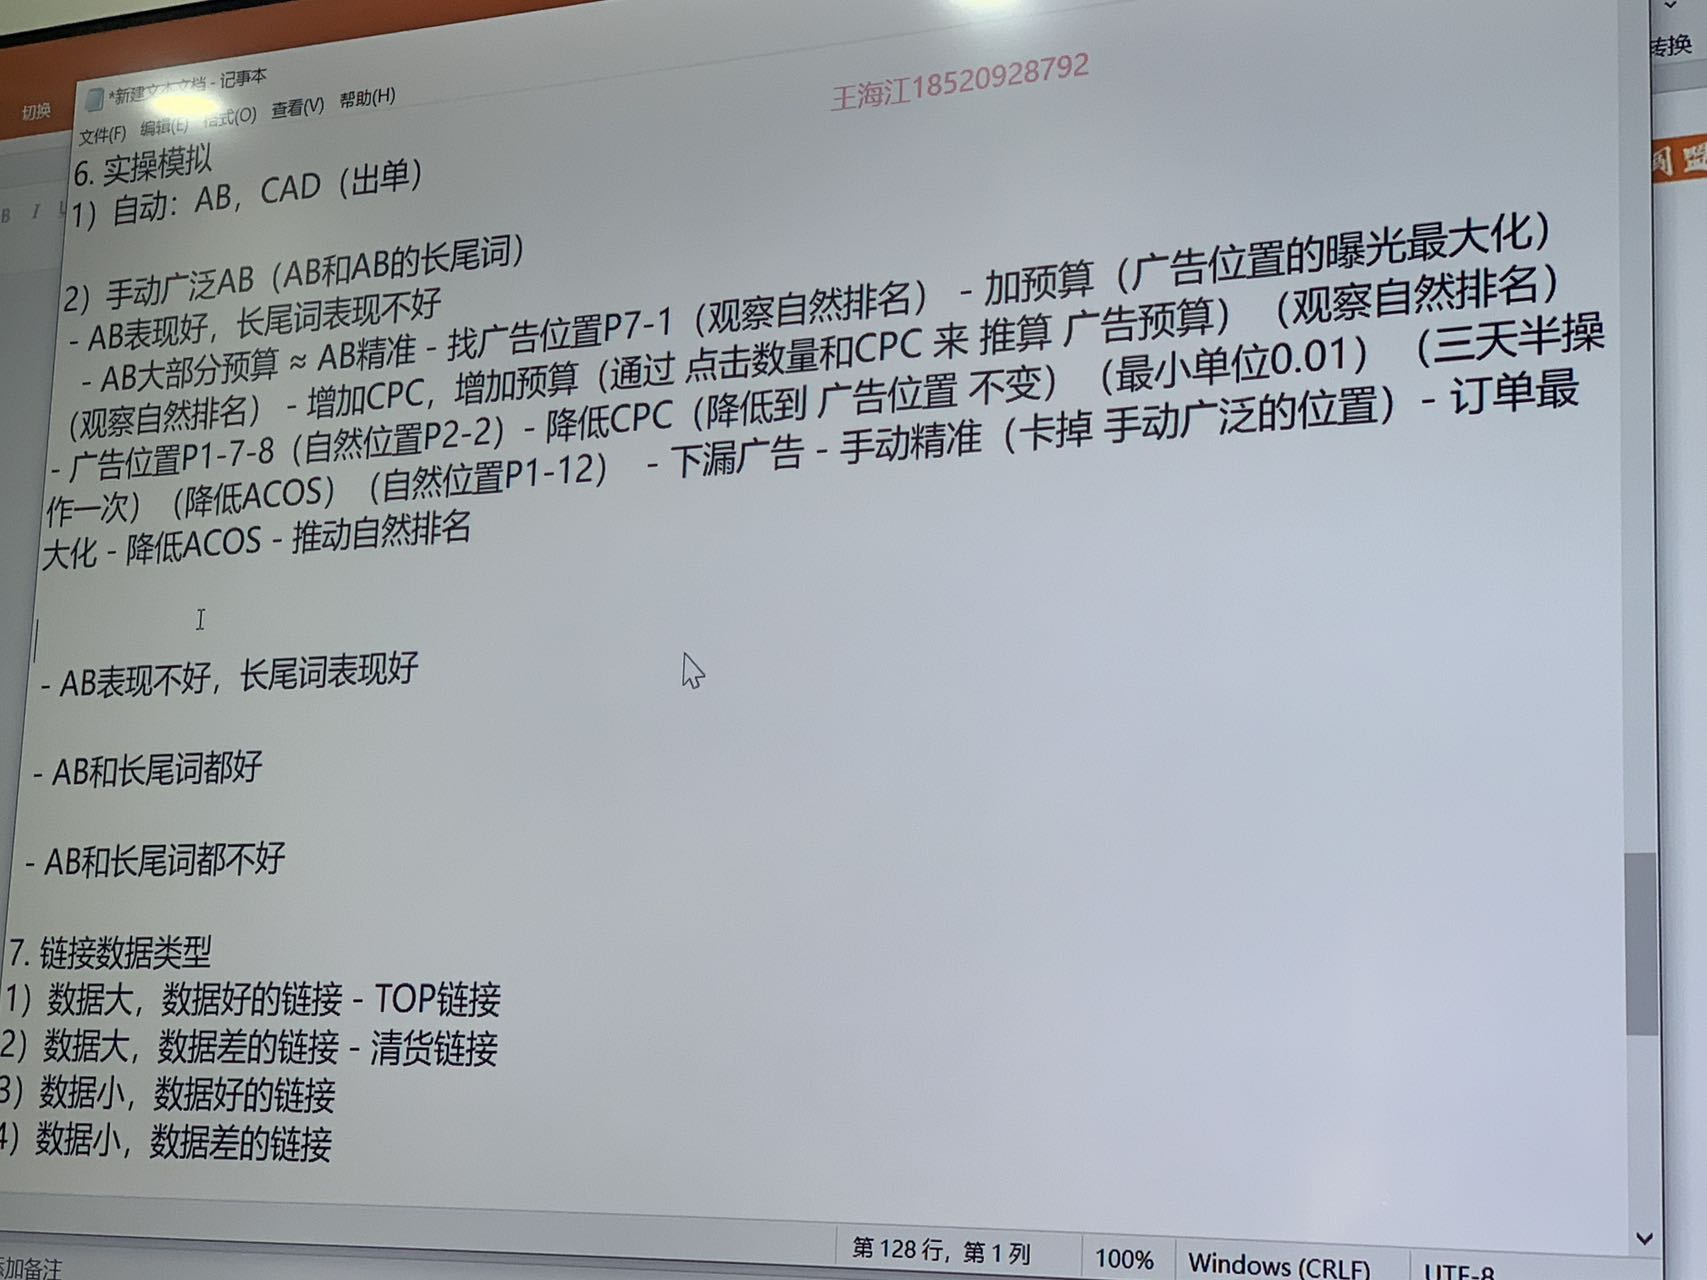 转换
切换
*新建文本文档 - 记事本
王海江18520928792
文件(F) 编辑(E) 格式(O) 查看(V) 帮助(H)
B I U
6. 实操模拟
1）自动：AB，CAD（出单）
2）手动广泛AB（AB和AB的长尾词）
- AB表现好，长尾词表现不好
- AB大部分预算 ≈ AB精准 - 找广告位置P7-1（观察自然排名） - 加预算（广告位置的曝光最大化）
（观察自然排名） - 增加CPC，增加预算（通过 点击数量和CPC 来 推算 广告预算）（观察自然排名）
- 广告位置P1-7-8（自然位置P2-2）- 降低CPC（降低到 广告位置 不变）（最小单位0.01）（三天半操
作一次）（降低ACOS）（自然位置P1-12） - 下漏广告 - 手动精准（卡掉 手动广泛的位置）- 订单最
大化 - 降低ACOS - 推动自然排名
- AB表现不好，长尾词表现好
- AB和长尾词都好
- AB和长尾词都不好
7. 链接数据类型
1）数据大，数据好的链接 - TOP链接
2）数据大，数据差的链接 - 清货链接
3）数据小，数据好的链接
4）数据小，数据差的链接
第 128 行，第 1 列 100% Windows (CRLF) UTF-8
添加备注